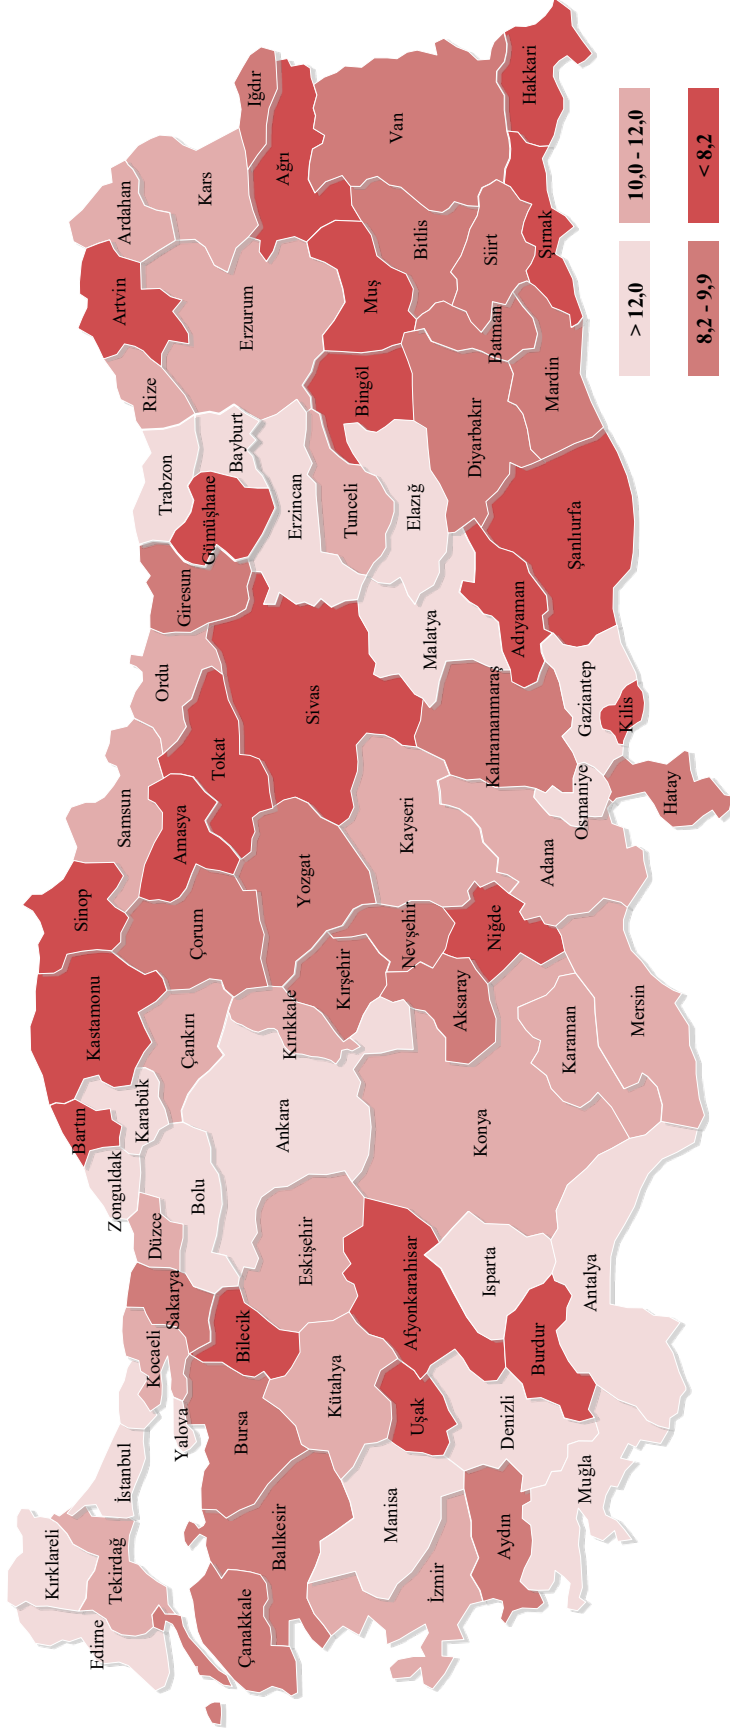 Kırklareli
Edirne
Tekirdağ
İstanbul
Kocaeli
Yalova
Sakarya
Düzce
Zonguldak
Bartın
Karabük
Kastamonu
Sinop
Samsun
Ordu
Giresun
Trabzon
Rize
Artvin
Ardahan
Kars
Iğdır
Ağrı
Erzurum
Bayburt
Gümüşhane
Erzincan
Tunceli
Bingöl
Muş
Bitlis
Van
Hakkari
Şırnak
Siirt
Batman
Mardin
Diyarbakır
Elazığ
Malatya
Adıyaman
Şanlıurfa
Gaziantep
Kilis
Kahramanmaraş
Osmaniye
Hatay
Adana
Mersin
Karaman
Niğde
Kayseri
Sivas
Tokat
Amasya
Çorum
Yozgat
Nevşehir
Kırşehir
Aksaray
Kırıkkale
Çankırı
Ankara
Konya
Bolu
Bilecik
Eskişehir
Afyonkarahisar
Isparta
Antalya
Burdur
Denizli
Uşak
Kütahya
Bursa
Balıkesir
Çanakkale
Manisa
İzmir
Aydın
Muğla
> 12,0
10,0 - 12,0
8,2 - 9,9
< 8,2